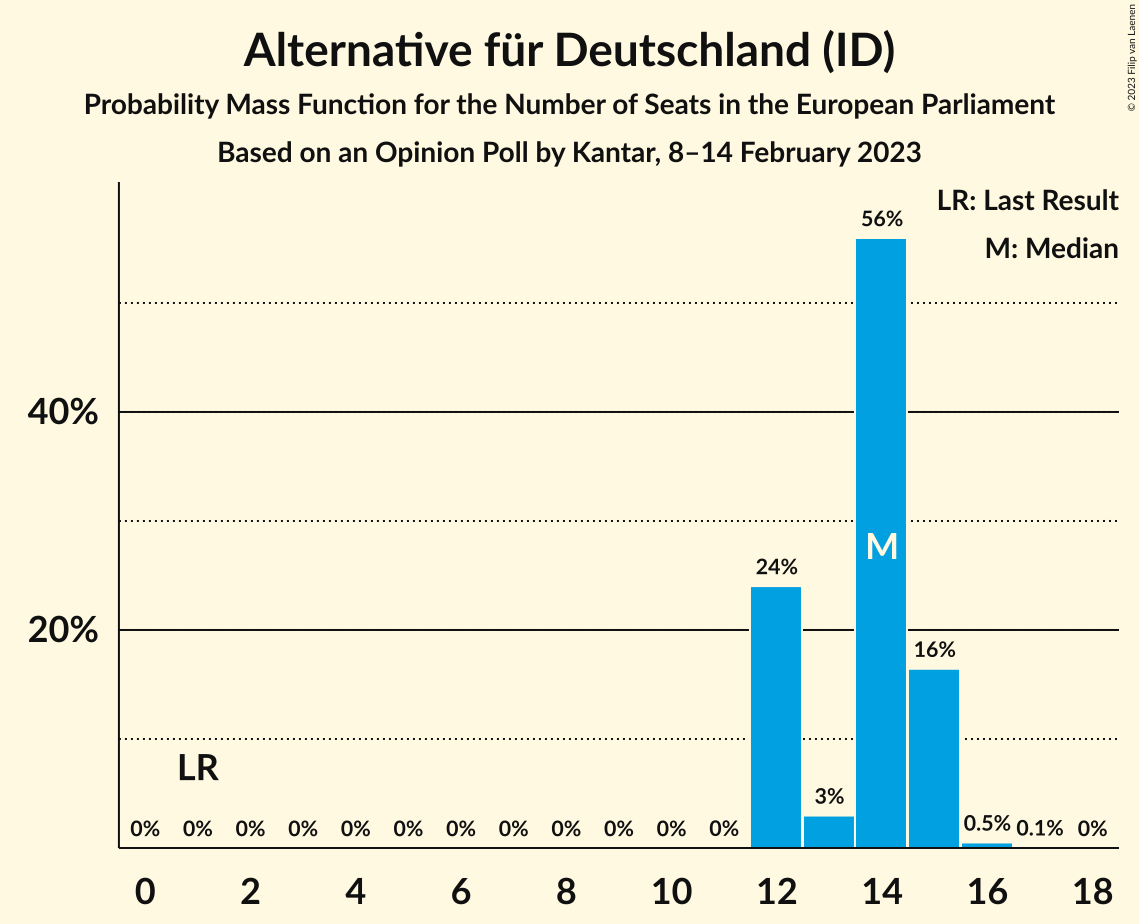 Alternative für Deutschland (ID)
Probability Mass Function for the Number of Seats in the European Parliament
Based on an Opinion Poll by Kantar, 8–14 February 2023
© 2023 Filip van Laenen
LR: Last Result
M: Median
56%
40%
M
24%
20%
16%
LR
3%
0% 0% 0% 0% 0% 0% 0% 0% 0% 0% 0% 0% 0.5% 0.1% 0%
0 2 4 6 8 10 12 14 16 18